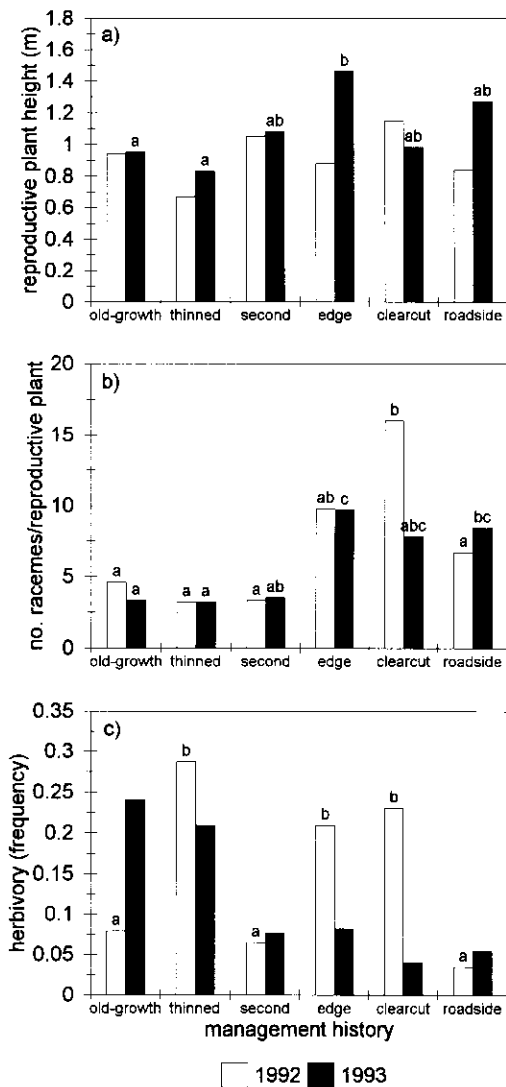 a)
reproductive plant height (m)
1.8
1.6
1.4
1.2
1
0.8
0.6
0.4
0.2
0
a
a
ab
b
ab
ab
old-growth thinned second edge clearcut roadside
b)
no. racemes/reproductive plant
20
15
10
5
0
a a
a a
a ab
ab c
b abc
a bc
old-growth thinned second edge clearcut roadside
c)
herbivory (frequency)
0.35
0.3
0.25
0.2
0.15
0.1
0.05
0
a
b
a
b
b
a
old-growth thinned second edge clearcut roadside
management history
1992 1993